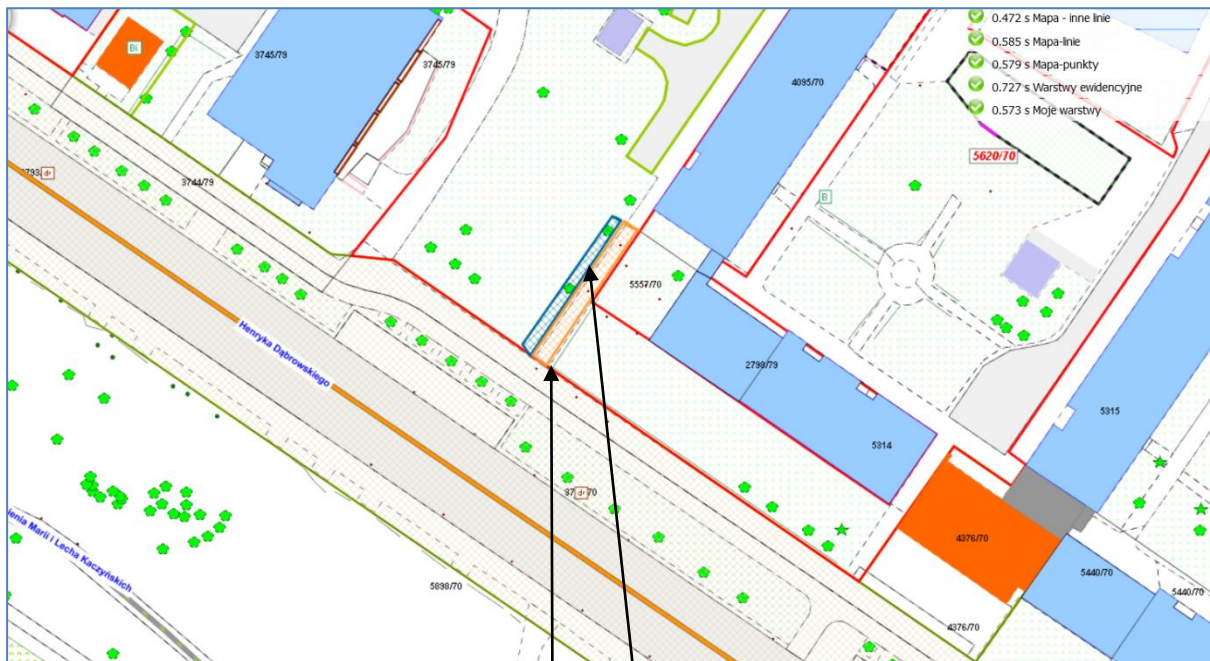 0.472 s Mapa - inne linie
0.585 s Mapa-linie
0.579 s Mapa-punkty
0.727 s Warstwy ewidencyjne
0.573 s Moje warstwy
Bi
3745/79
3745/79
4095/70
5620/70
B
dr
3744/79
5557/70
Henryka Dąbrowskiego
2798/79
5315
5314
dr
4376/70
ienia Marii i Lecha Kaczyńskich
5898/70
5440/70
5440/70
4376/70